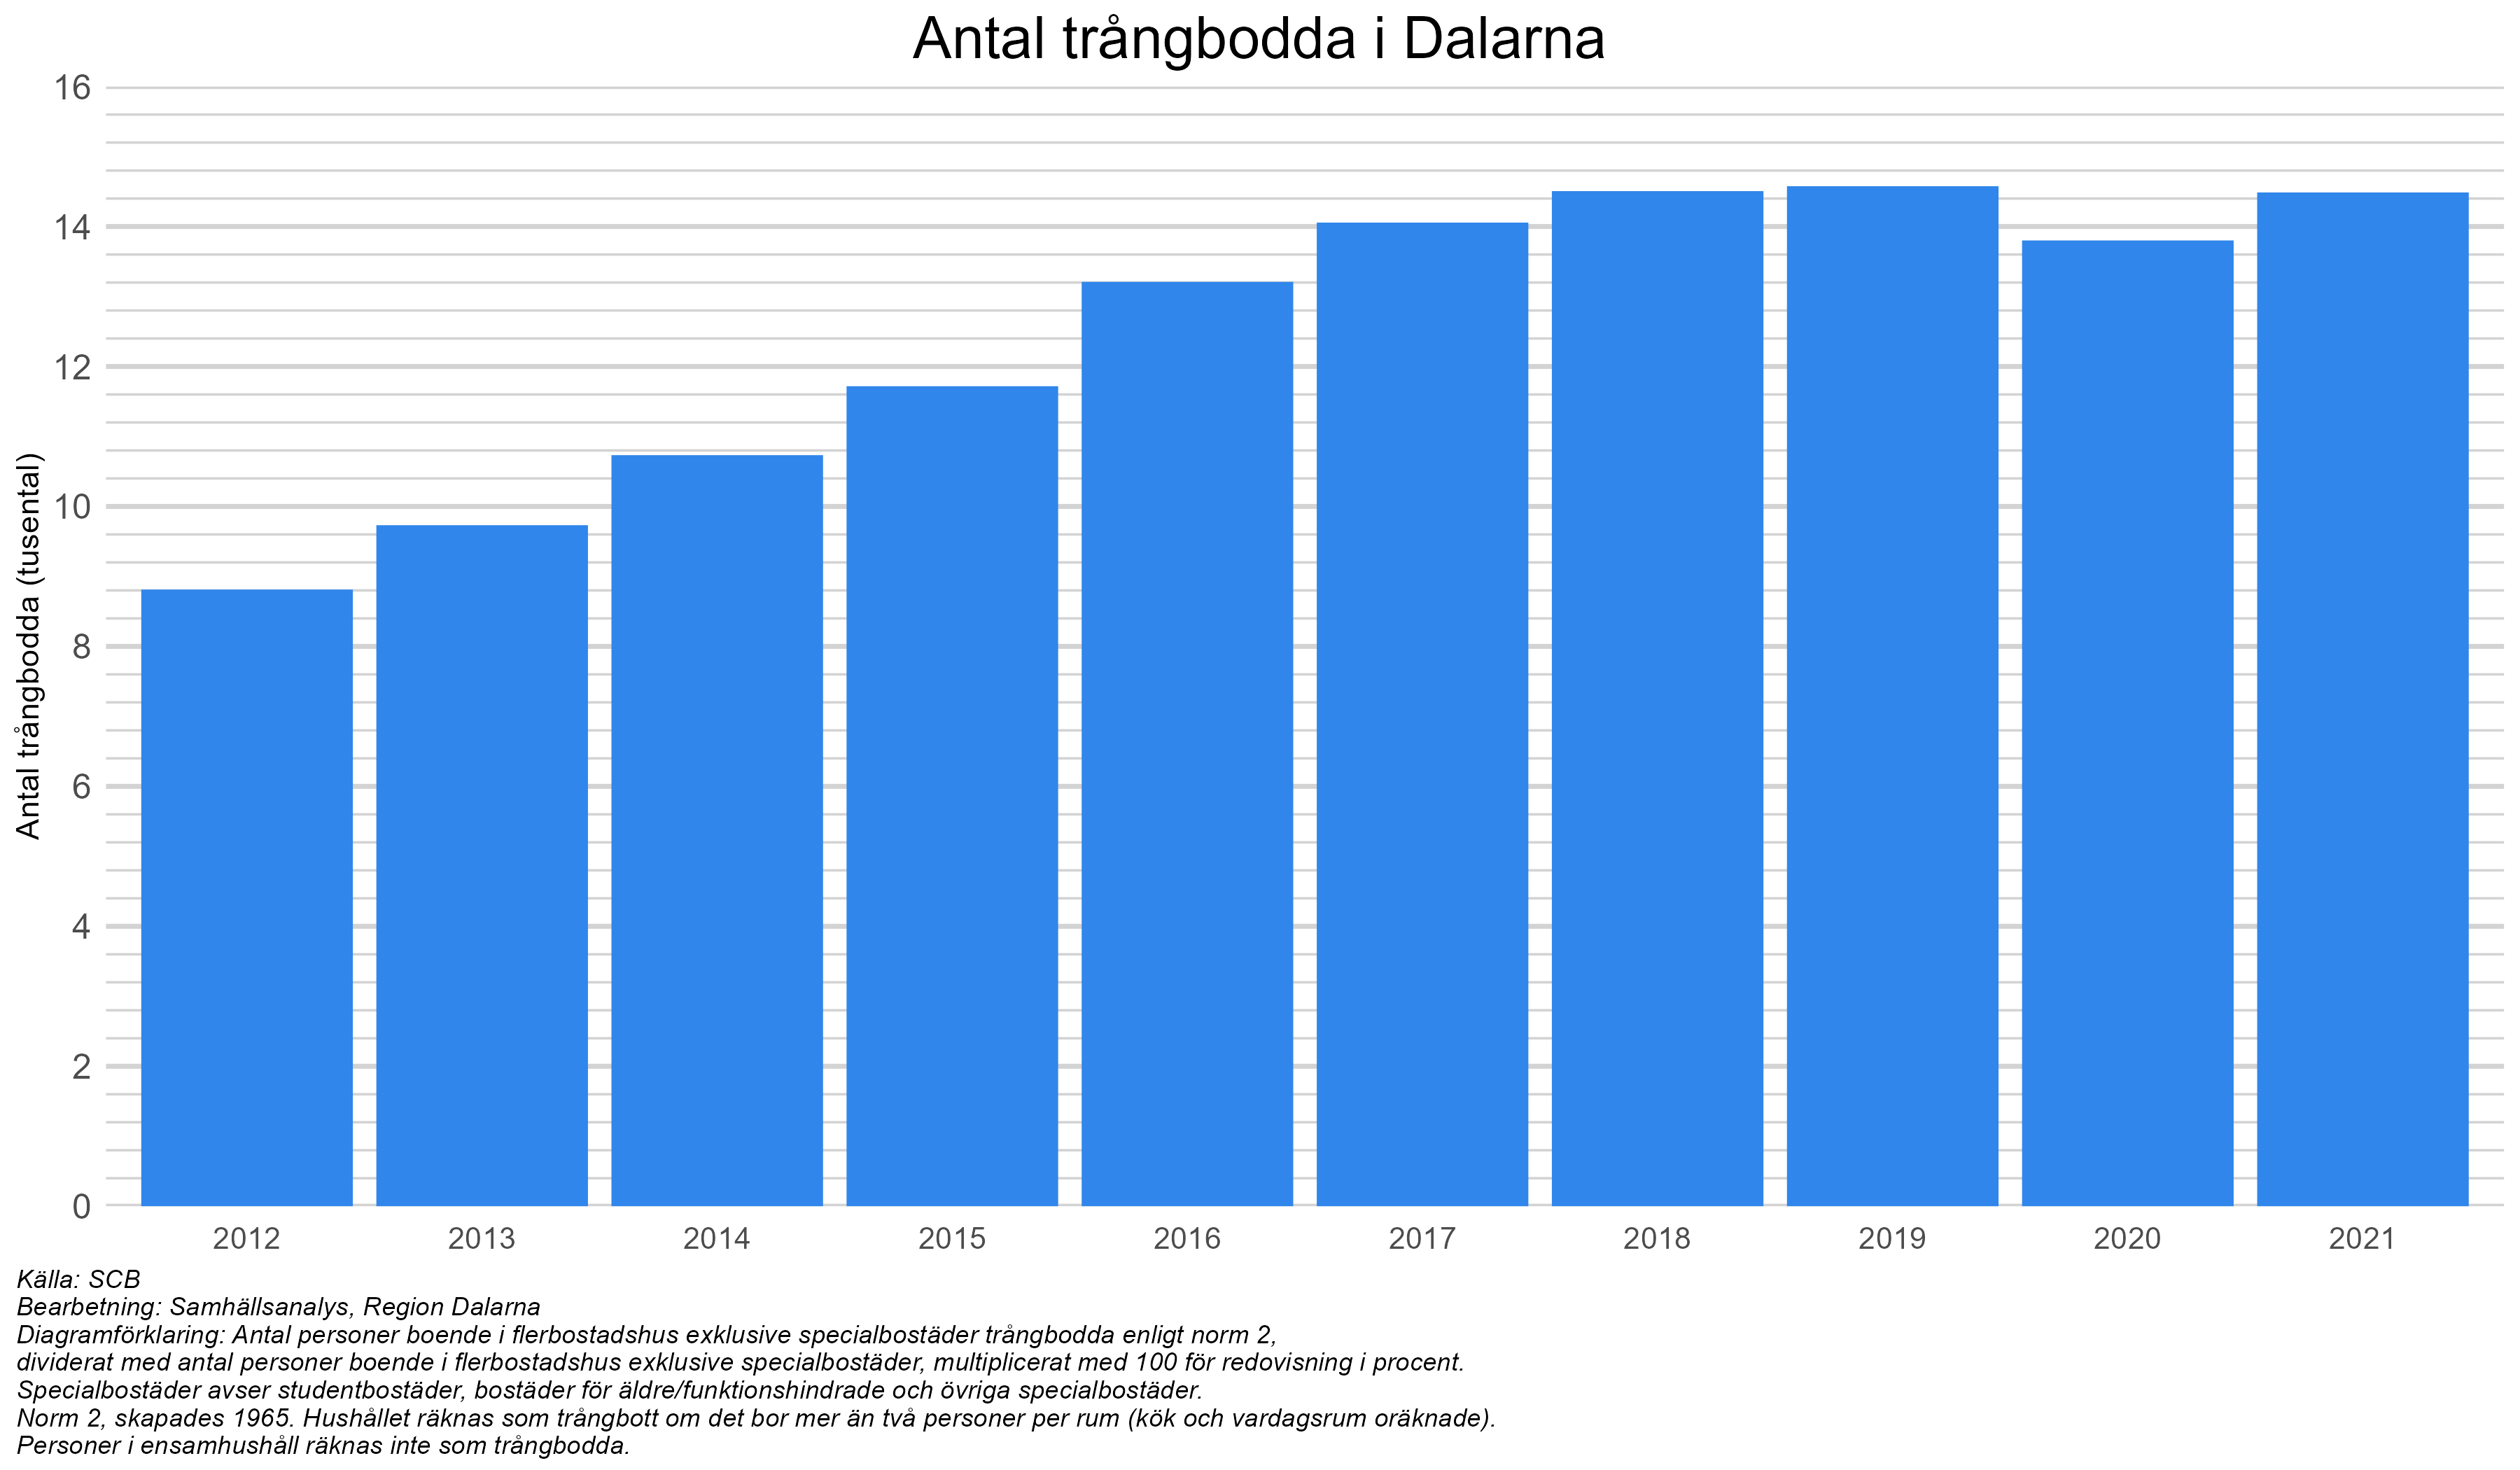 Antal trångbodda i Dalarna
16
14
12
10
8
6
4
2
0
Antal trångbodda (tusental)
2012 2013 2014 2015 2016 2017 2018 2019 2020 2021
Källa: SCB
Bearbetning: Samhällsanalys, Region Dalarna
Diagramförklaring: Antal personer boende i flerbostadshus exklusive specialbostäder trångbodda enligt norm 2,
dividerat med antal personer boende i flerbostadshus exklusive specialbostäder, multiplicerat med 100 för redovisning i procent.
Specialbostäder avser studentbostäder, bostäder för äldre/funktionshindrade och övriga specialbostäder.
Norm 2, skapades 1965. Hushållet räknas som trångbott om det bor mer än två personer per rum (kök och vardagsrum oräknade).
Personer i ensamhushåll räknas inte som trångbodda.